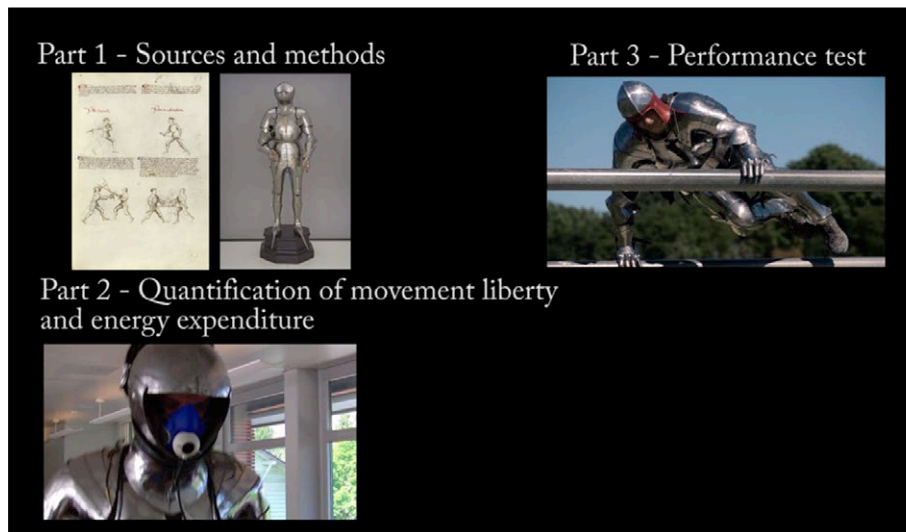 Part 1 - Sources and methods
Part 2 - Quantification of movement liberty
and energy expenditure
Part 3 - Performance test